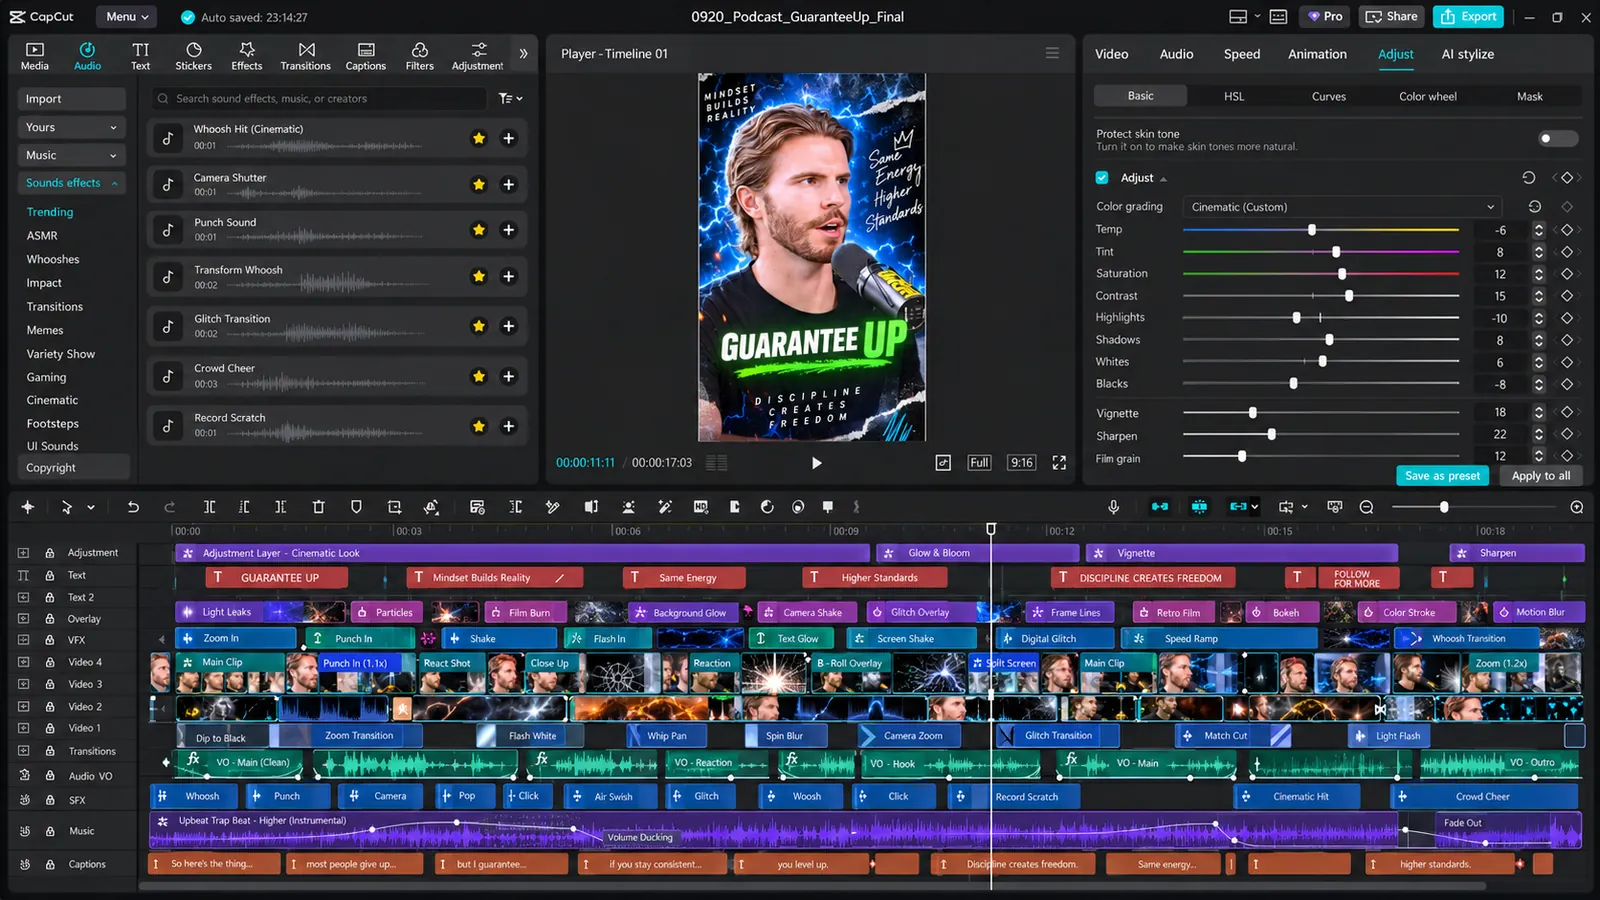 CapCut
Menu
Auto saved: 23:14:27
0920_Podcast_GuaranteeUp_Final
Pro
Share
Export
Media
Audio
Text
Stickers
Effects
Transitions
Captions
Filters
Adjustment
Import
Yours
Music
Sounds effects
Trending
ASMR
Whooshes
Impact
Transitions
Memes
Variety Show
Gaming
Cinematic
Footsteps
UI Sounds
Copyright
Search sound effects, music, or creators
Whoosh Hit (Cinematic)
00:01
Camera Shutter
00:01
Punch Sound
00:01
Transform Whoosh
00:02
Glitch Transition
00:02
Crowd Cheer
00:03
Record Scratch
00:01
Player - Timeline 01
MINDSET
BUILDS
REALITY
Same
Energy
Higher
Standards
GUARANTEE UP
DISCIPLINE
CREATES
FREEDOM
00:00:11:11 / 00:00:17:03
Full
9:16
Video
Audio
Speed
Animation
Adjust
AI stylize
Basic
HSL
Curves
Color wheel
Mask
Protect skin tone
Turn it on to make skin tones more natural.
Adjust
Color grading
Cinematic (Custom)
Temp -6
Tint 8
Saturation 12
Contrast 15
Highlights -10
Shadows 8
Whites 6
Blacks -8
Vignette 18
Sharpen 22
Film grain 12
Save as preset
Apply to all
00:00 00:03 00:06 00:09 00:12 00:15 00:18
Adjustment
Adjustment Layer - Cinematic Look
Glow & Bloom
Vignette
Sharpen
Text
T GUARANTEE UP
T Mindset Builds Reality
T Same Energy
T Higher Standards
T DISCIPLINE CREATES FREEDOM
T
FOLLOW
FOR MORE
T
Text 2
Overlay
Light Leaks
Particles
Film Burn
Background Glow
Camera Shake
Glitch Overlay
Frame Lines
Retro Film
Bokeh
Color Stroke
Motion Blur
VFX
Zoom In
Punch In
Shake
Flash In
Text Glow
Screen Shake
Digital Glitch
Speed Ramp
Whoosh Transition
Video 4
Main Clip
Punch In (1.1x)
React Shot
Close Up
Reaction
B-Roll Overlay
Split Screen
Main Clip
Zoom (1.2x)
Video 3
Video 2
Video 1
Dip to Black
Zoom Transition
Flash White
Whip Pan
Spin Blur
Camera Zoom
Glitch Transition
Match Cut
Light Flash
Transitions
fx VO - Main (Clean)
fx
VO - Reaction
fx
VO - Hook
fx VO - Main
VO - Outro
Audio VO
SFX
Whoosh
Punch
Camera
Pop
Click
Air Swish
Glitch
Woosh
Click
Record Scratch
Cinematic Hit
Crowd Cheer
Music
Upbeat Trap Beat - Higher (Instrumental)
Volume Ducking
Fade Out
Captions
So here's the thing...
most people give up...
but I guarantee...
if you stay consistent...
you level up.
Discipline creates freedom.
Same energy...
higher standards.